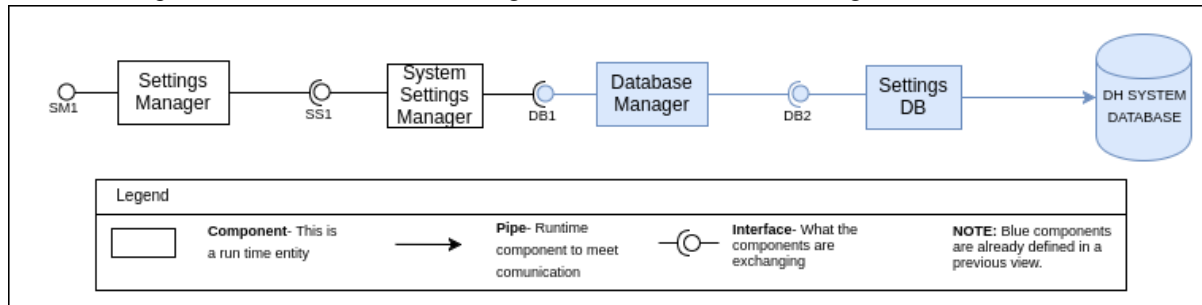 Settings
Manager
System
Settings
Manager
Database
Manager
Settings
DB
DH SYSTEM
DATABASE
SM1
SS1
DB1
DB2
Legend
Component- This is
a run time entity
Pipe- Runtime
component to meet
comunication
Interface- What the
components are
exchanging
NOTE: Blue components
are already defined in a
previous view.